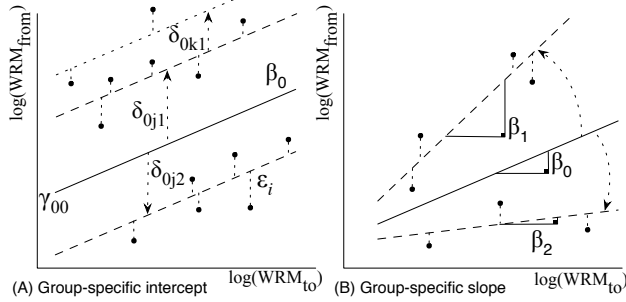 log(WRM_from)
δ_0k1
β_0
δ_0j1
δ_0j2
γ_00
ε_i
log(WRM_to)
(A) Group-specific intercept
log(WRM_from)
β_1
β_0
β_2
log(WRM_to)
(B) Group-specific slope